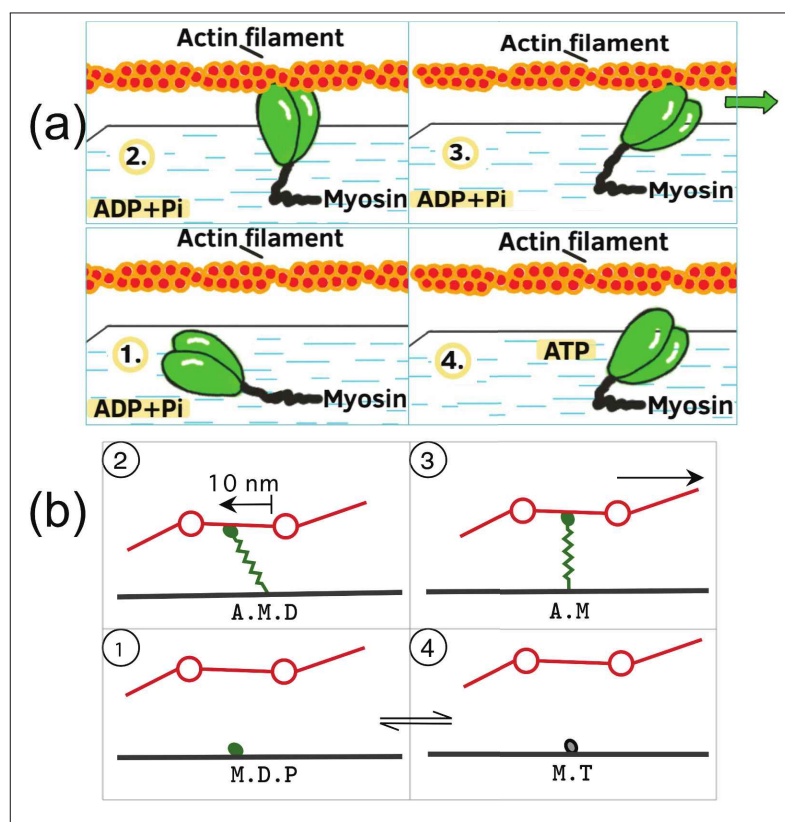 (a)
Actin filament
2.
ADP+Pi
Myosin
Actin filament
3.
ADP+Pi
Myosin
Actin filament
1.
ADP+Pi
Myosin
Actin filament
ATP
4.
Myosin
(b)
2
10 nm
A.M.D
3
A.M
1
M.D.P
4
M.T